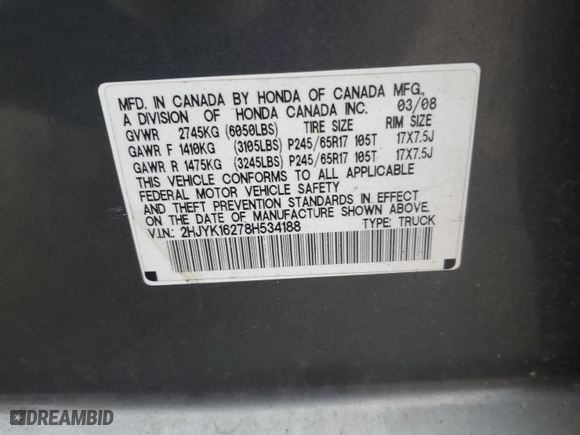 MFD. IN CANADA BY HONDA OF CANADA MFG.,
A DIVISION OF HONDA CANADA INC. 03/08
GVWR 2745KG (6050LBS) TIRE SIZE RIM SIZE
GAWR F 1410KG (3105LBS) P245/65R17 105T 17X7.5J
GAWR R 1475KG (3245LBS) P245/65R17 105T 17X7.5J
THIS VEHICLE CONFORMS TO ALL APPLICABLE
FEDERAL MOTOR VEHICLE SAFETY
AND THEFT PREVENTION STANDARDS IN EFFECT
ON THE DATE OF MANUFACTURE SHOWN ABOVE.
V.I.N.: 2HJYK16278H534188 TYPE: TRUCK
DREAMBID